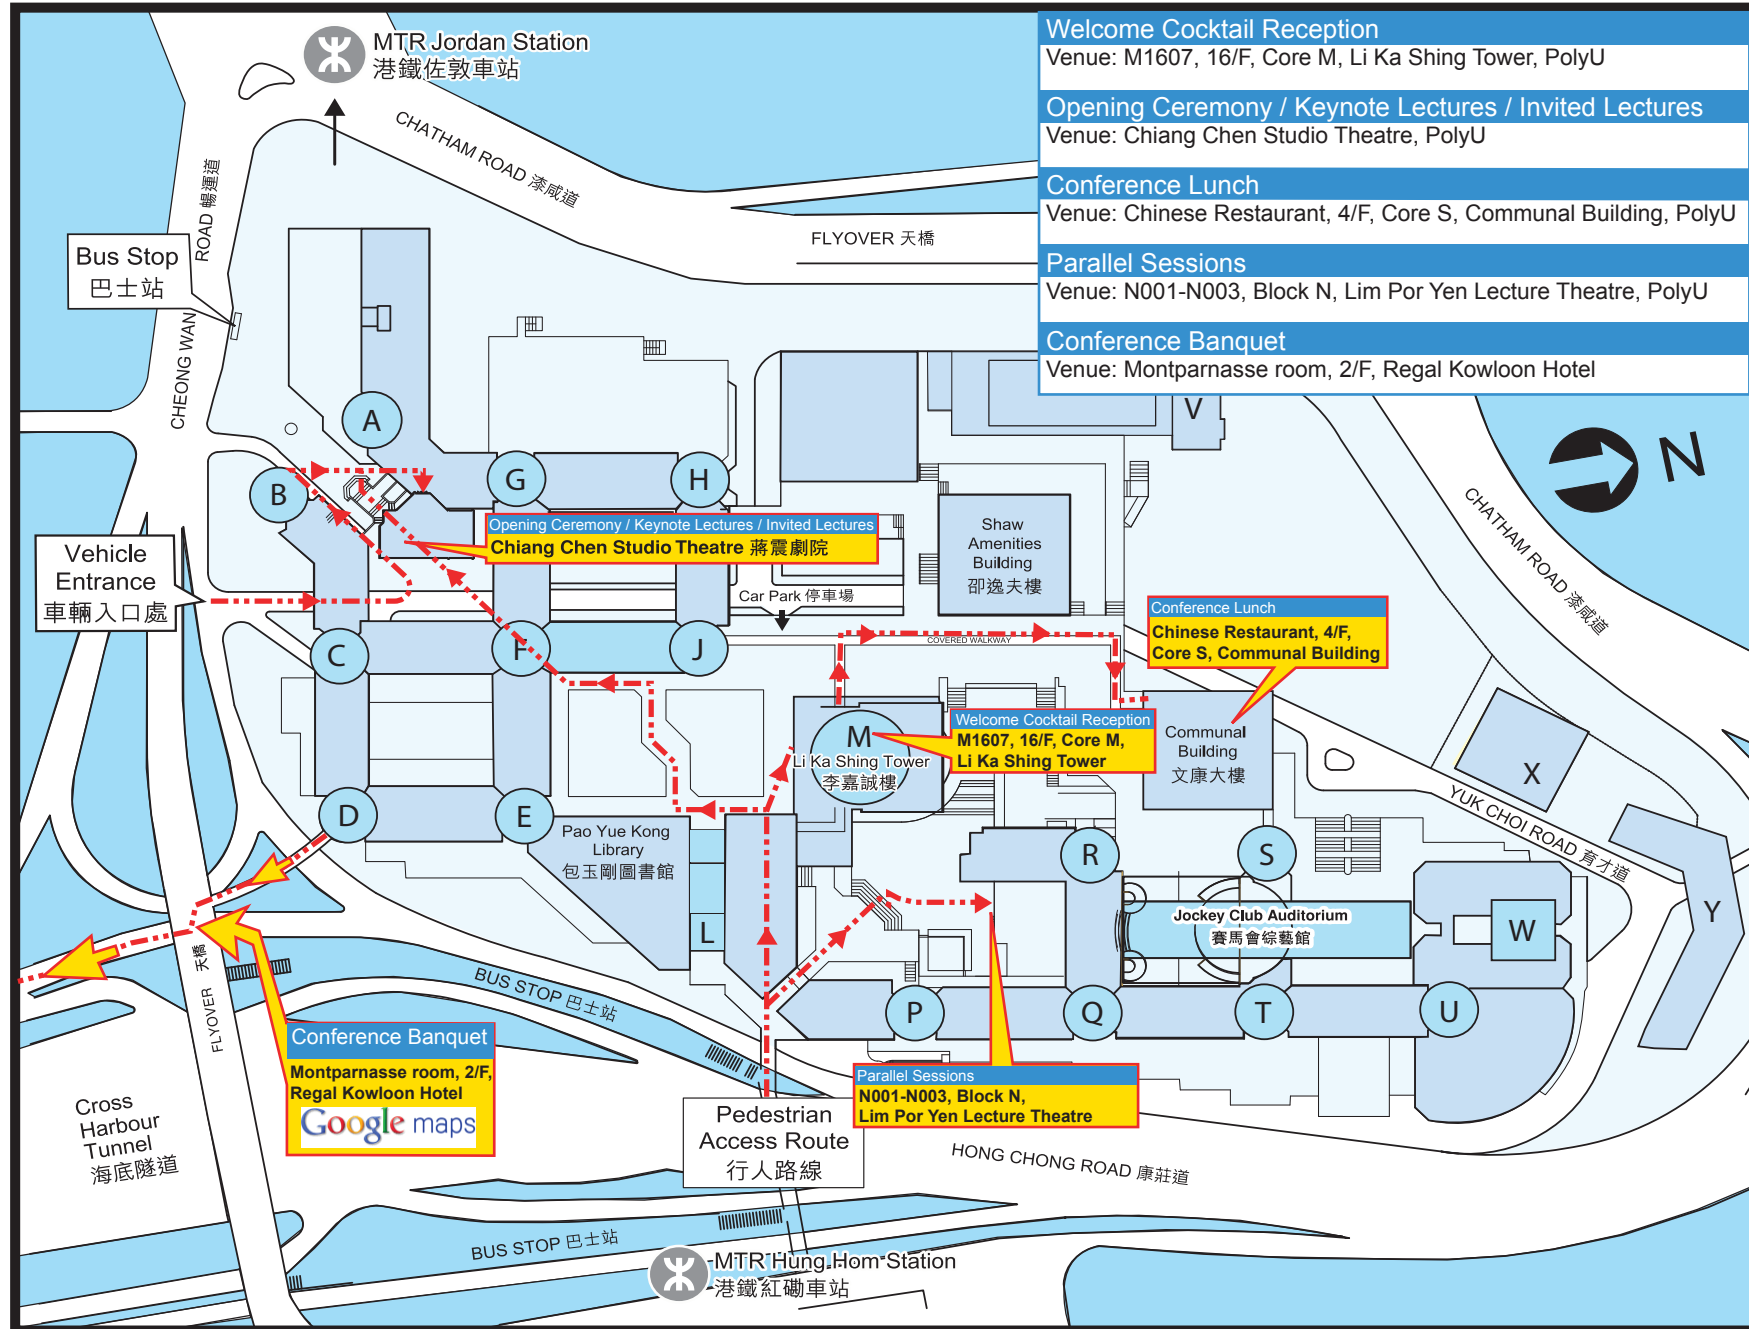 MTR Jordan Station
港鐵佐敦車站
Welcome Cocktail Reception
Venue: M1607, 16/F, Core M, Li Ka Shing Tower, PolyU
Opening Ceremony / Keynote Lectures / Invited Lectures
Venue: Chiang Chen Studio Theatre, PolyU
Conference Lunch
Venue: Chinese Restaurant, 4/F, Core S, Communal Building, PolyU
Parallel Sessions
Venue: N001-N003, Block N, Lim Por Yen Lecture Theatre, PolyU
Conference Banquet
Venue: Montparnasse room, 2/F, Regal Kowloon Hotel
CHATHAM ROAD 漆咸道
FLYOVER 天橋
CHEONG WAN ROAD 暢運道
Bus Stop
巴士站
A
V
N
B
G
H
Opening Ceremony / Keynote Lectures / Invited Lectures
Chiang Chen Studio Theatre 蔣震劇院
Shaw
Amenities
Building
邵逸夫樓
CHATHAM ROAD 漆咸道
Vehicle
Entrance
車輛入口處
Car Park 停車場
Conference Lunch
Chinese Restaurant, 4/F,
Core S, Communal Building
C
F
J
COVERED WALKWAY
Welcome Cocktail Reception
M1607, 16/F, Core M,
Li Ka Shing Tower
M
Li Ka Shing Tower
李嘉誠樓
Communal
Building
文康大樓
X
YUK CHOI ROAD 育才道
D
E
Pao Yue Kong
Library
包玉剛圖書館
R
S
L
Jockey Club Auditorium
賽馬會綜藝館
W
Y
FLYOVER 天橋
BUS STOP 巴士站
P
Q
T
U
Conference Banquet
Montparnasse room, 2/F,
Regal Kowloon Hotel
Google maps
Parallel Sessions
N001-N003, Block N,
Lim Por Yen Lecture Theatre
Cross
Harbour
Tunnel
海底隧道
Pedestrian
Access Route
行人路線
HONG CHONG ROAD 康莊道
BUS STOP 巴士站
MTR Hung Hom Station
港鐵紅磡車站